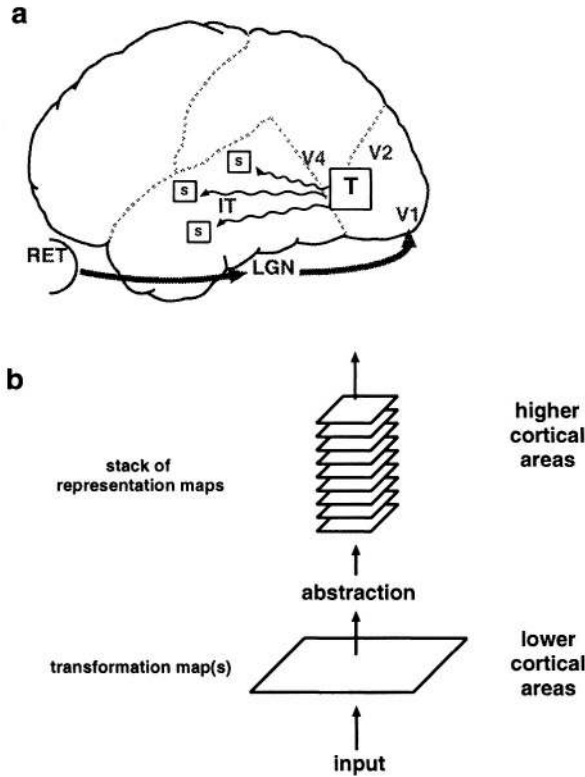 a
V4
V2
s
T
s
IT
V1
s
RET
LGN
b
higher
cortical
areas
stack of
representation maps
abstraction
transformation map(s)
lower
cortical
areas
input